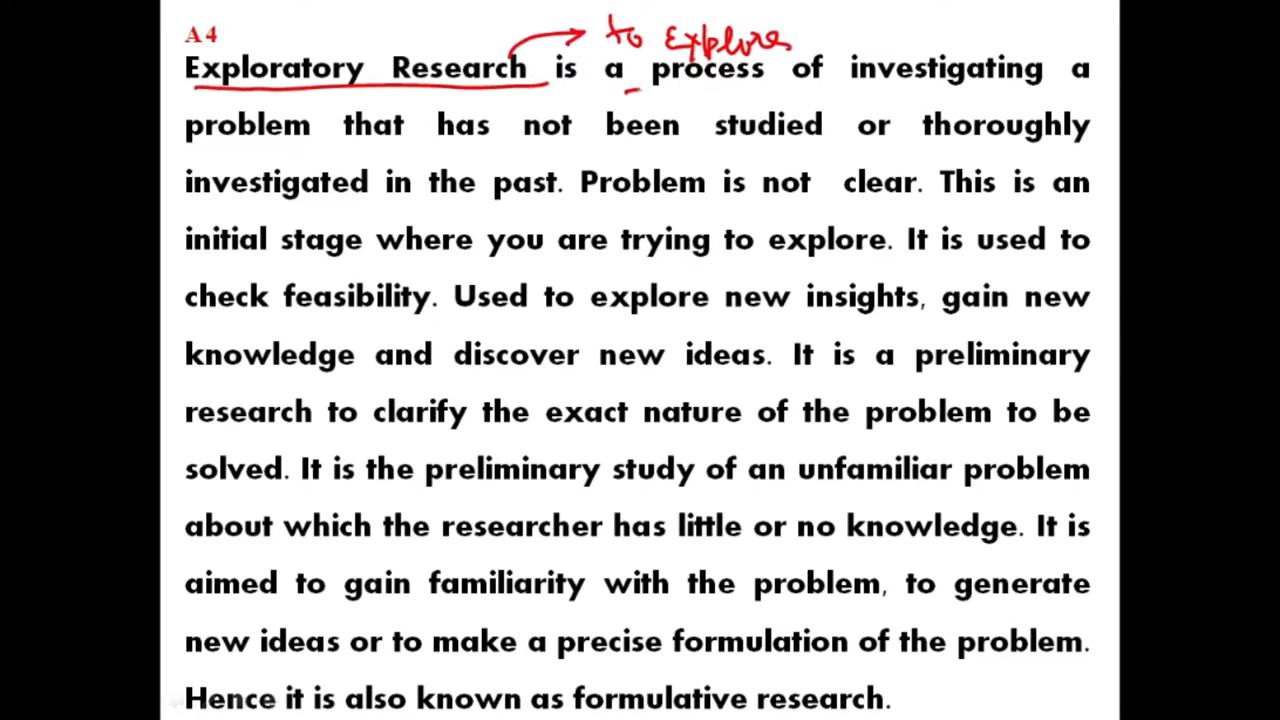 A4
to Explore
Exploratory Research is a process of investigating a
problem that has not been studied or thoroughly
investigated in the past. Problem is not clear. This is an
initial stage where you are trying to explore. It is used to
check feasibility. Used to explore new insights, gain new
knowledge and discover new ideas. It is a preliminary
research to clarify the exact nature of the problem to be
solved. It is the preliminary study of an unfamiliar problem
about which the researcher has little or no knowledge. It is
aimed to gain familiarity with the problem, to generate
new ideas or to make a precise formulation of the problem.
Hence it is also known as formulative research.